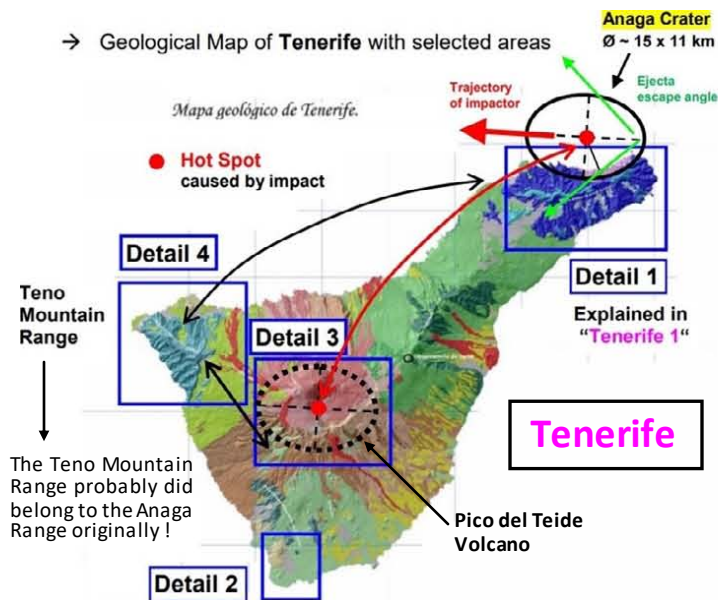 → Geological Map of Tenerife with selected areas
Anaga Crater
Ø ~ 15 x 11 km
Trajectory
of impactor
Ejecta
escape angle
Mapa geológico de Tenerife.
Hot Spot
caused by impact
Detail 4
Detail 1
Explained in
"Tenerife 1"
Teno
Mountain
Range
Detail 3
Tenerife
The Teno Mountain
Range probably did
belong to the Anaga
Range originally !
Pico del Teide
Volcano
Detail 2